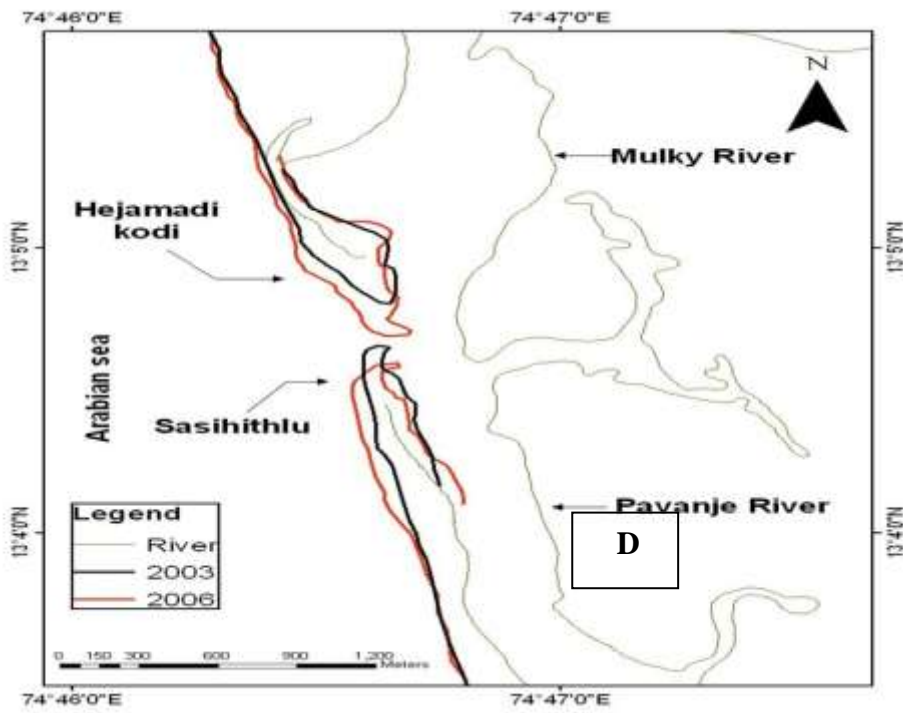 74°46'0"E 74°47'0"E
N
Mulky River
Hejamadi
kodi
13°5'0"N 13°5'0"N
Arabian sea
Sasihithlu
Pavanje River
D
13°4'0"N 13°4'0"N
Legend
River
2003
2006
0 150 300 600 900 1,200
Meters
74°46'0"E 74°47'0"E